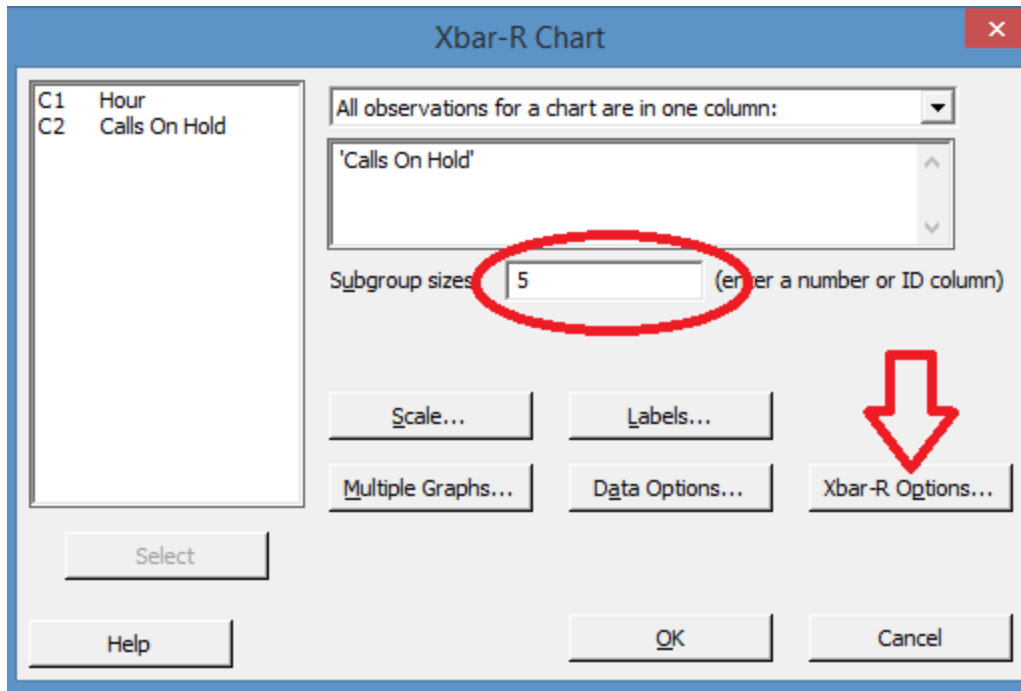 Xbar-R Chart
C1 Hour
C2 Calls On Hold
All observations for a chart are in one column:
'Calls On Hold'
Subgroup sizes 5 (enter a number or ID column)
Scale...
Labels...
Multiple Graphs...
Data Options...
Xbar-R Options...
Select
Help
OK
Cancel